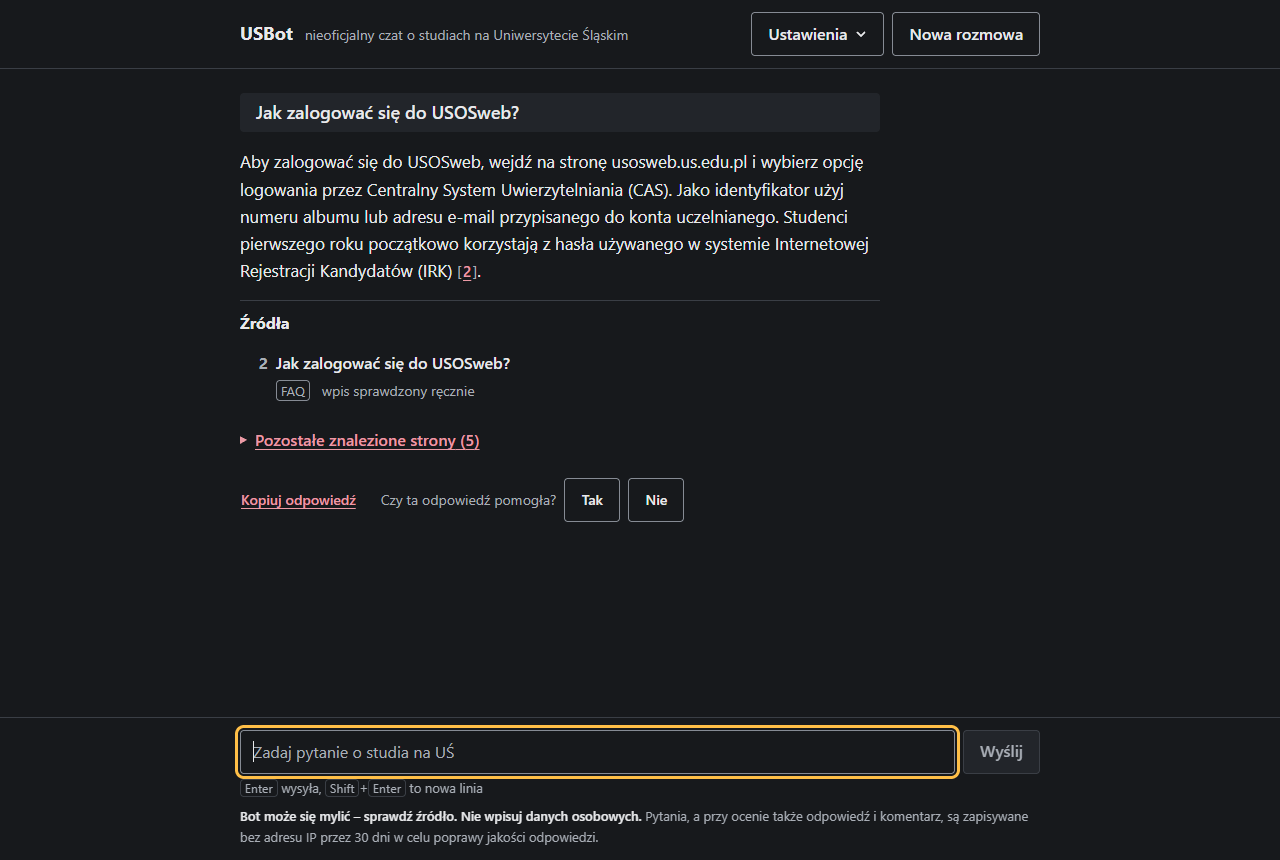 USBot nieoficjalny czat o studiach na Uniwersytecie Śląskim Ustawienia Nowa rozmowa
Jak zalogować się do USOSweb?
Aby zalogować się do USOSweb, wejdź na stronę usosweb.us.edu.pl i wybierz opcję
logowania przez Centralny System Uwierzytelniania (CAS). Jako identyfikator użyj
numeru albumu lub adresu e-mail przypisanego do konta uczelnianego. Studenci
pierwszego roku początkowo korzystają z hasła używanego w systemie Internetowej
Rejestracji Kandydatów (IRK) [2].
Źródła
2 Jak zalogować się do USOSweb?
FAQ wpis sprawdzony ręcznie
Pozostałe znalezione strony (5)
Kopiuj odpowiedź Czy ta odpowiedź pomogła? Tak Nie
Zadaj pytanie o studia na UŚ Wyślij
Enter wysyła, Shift+Enter to nowa linia
Bot może się mylić – sprawdź źródło. Nie wpisuj danych osobowych. Pytania, a przy ocenie także odpowiedź i komentarz, są zapisywane
bez adresu IP przez 30 dni w celu poprawy jakości odpowiedzi.